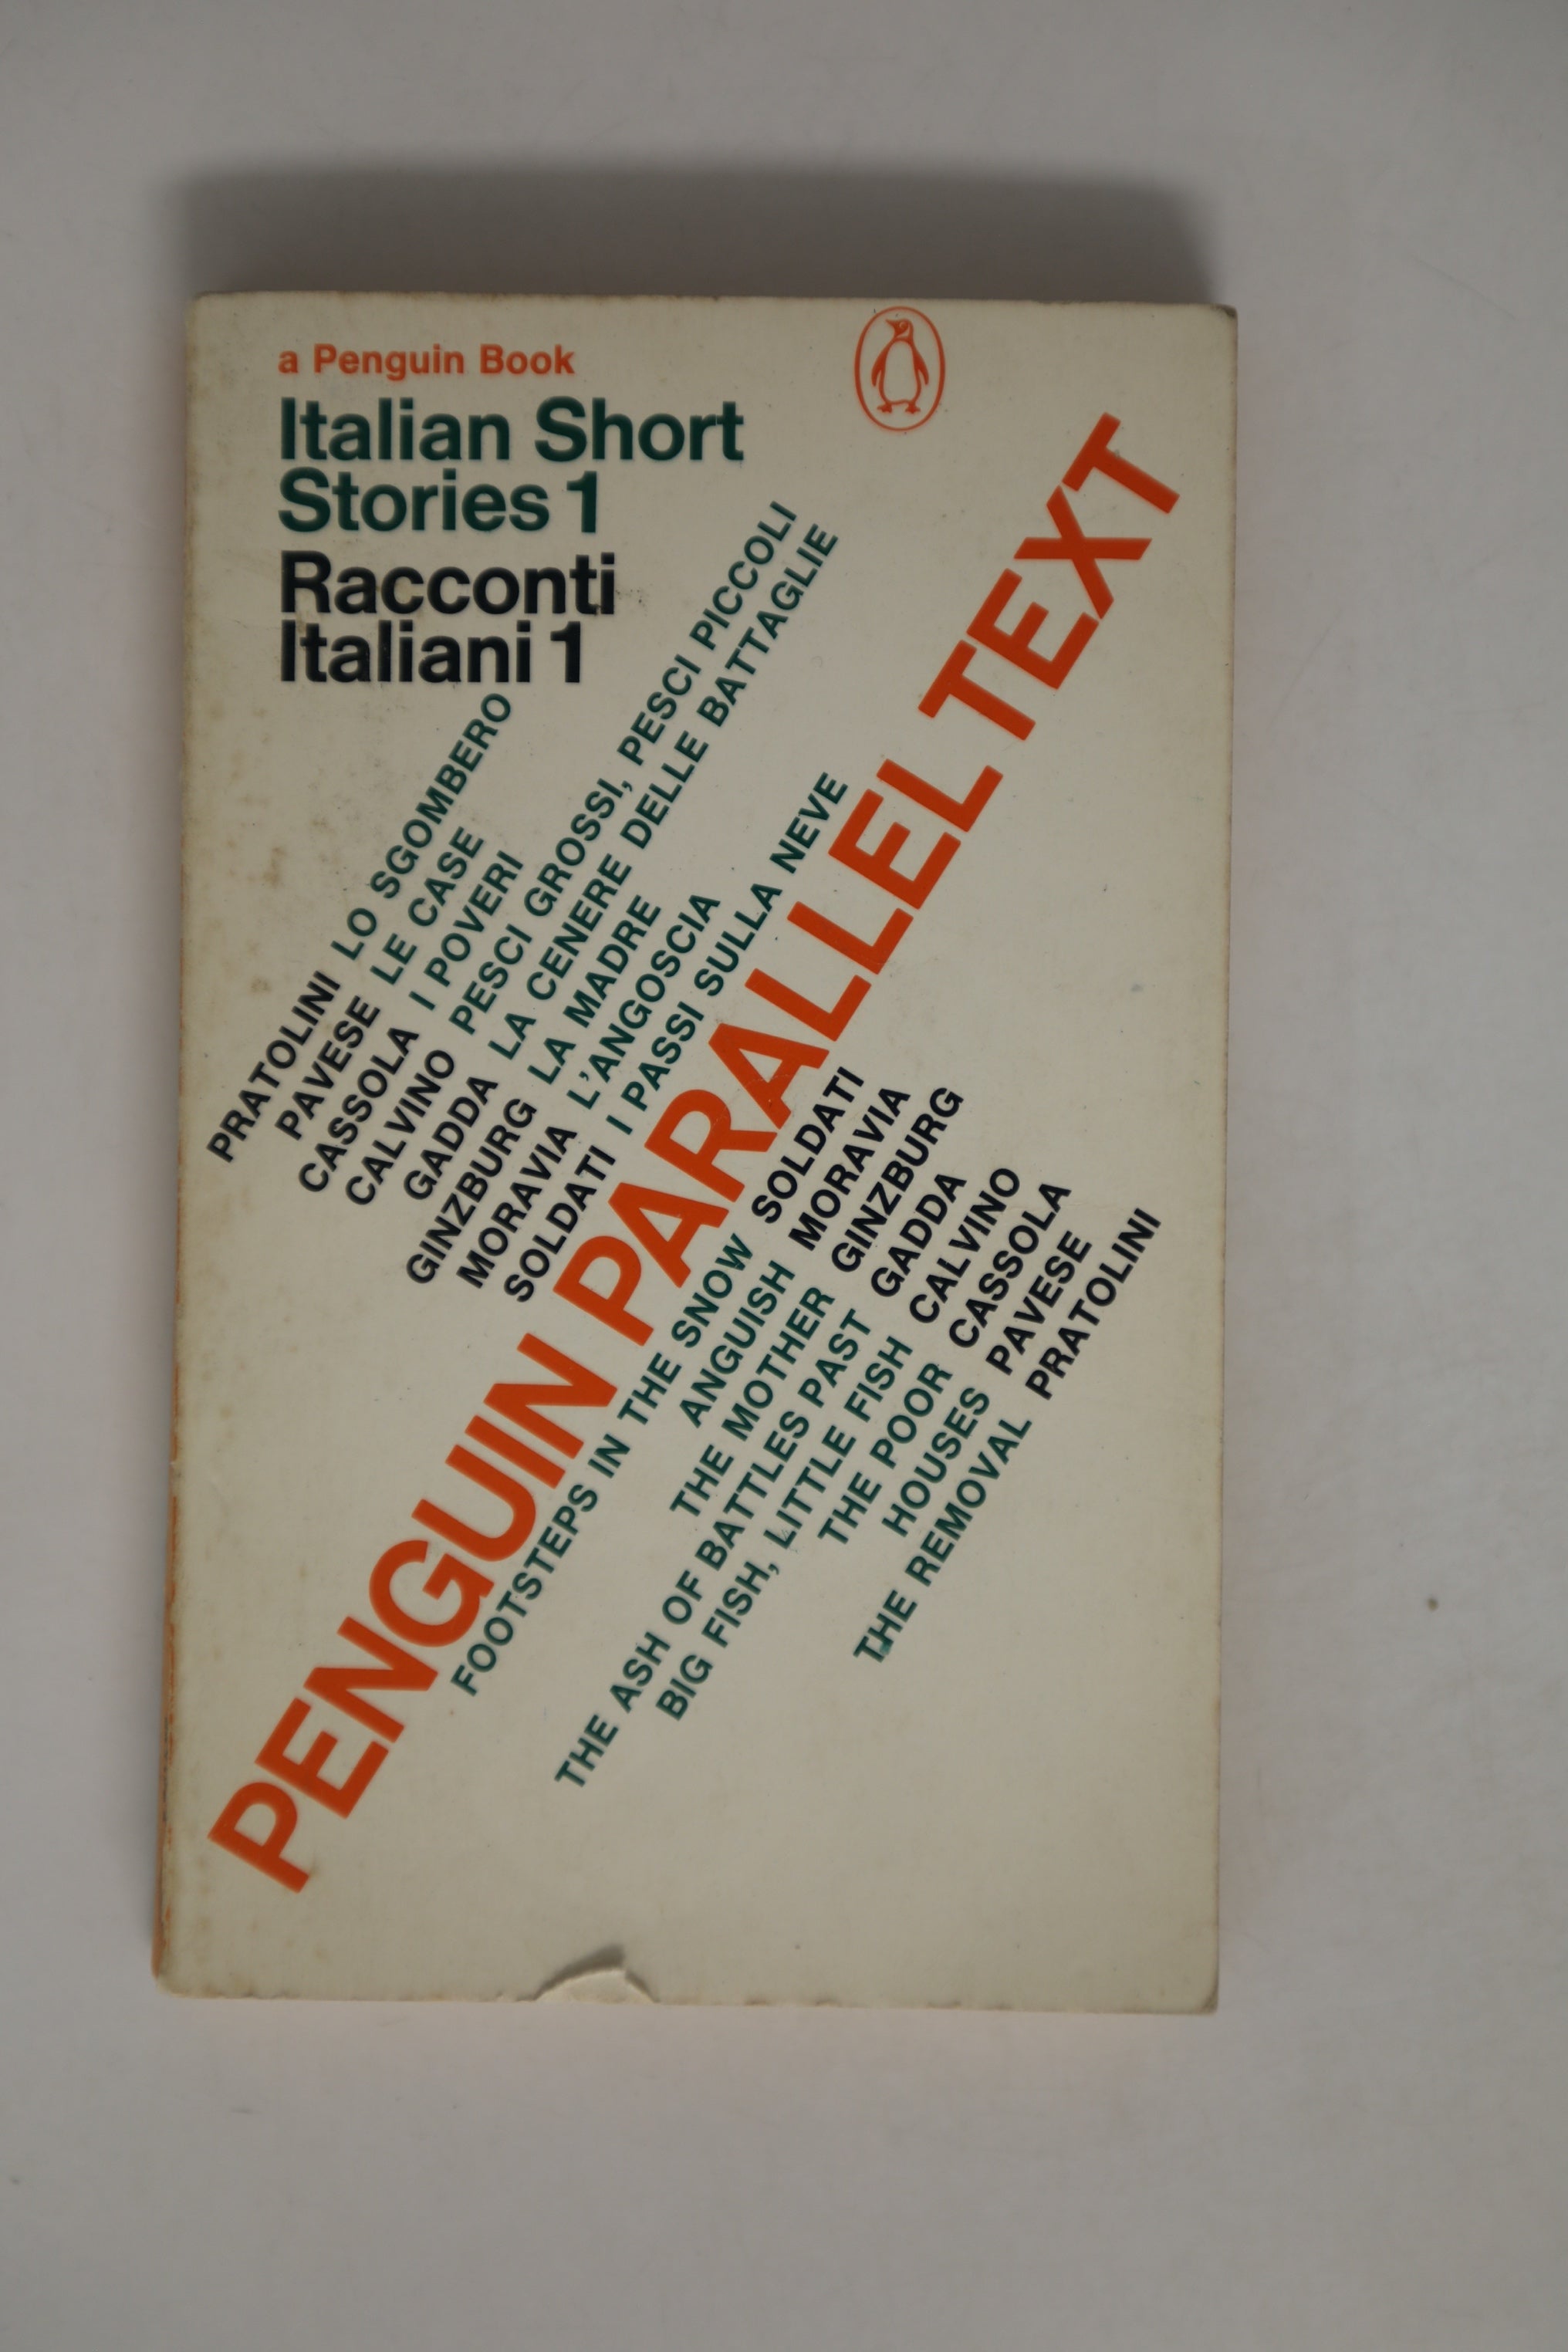 a Penguin Book
Italian Short
Stories 1
Racconti
Italiani 1
PRATOLINI LO SGOMBERO
PAVESE LE CASE
CASSOLA I POVERI
CALVINO PESCI GROSSI, PESCI PICCOLI
GADDA LA CENERE DELLE BATTAGLIE
GINZBURG LA MADRE
MORAVIA L'ANGOSCIA
SOLDATI I PASSI SULLA NEVE
PENGUIN PARALLEL TEXT
FOOTSTEPS IN THE SNOW SOLDATI
ANGUISH MORAVIA
THE MOTHER GINZBURG
THE ASH OF BATTLES PAST GADDA
BIG FISH, LITTLE FISH CALVINO
THE POOR CASSOLA
HOUSES PAVESE
THE REMOVAL PRATOLINI